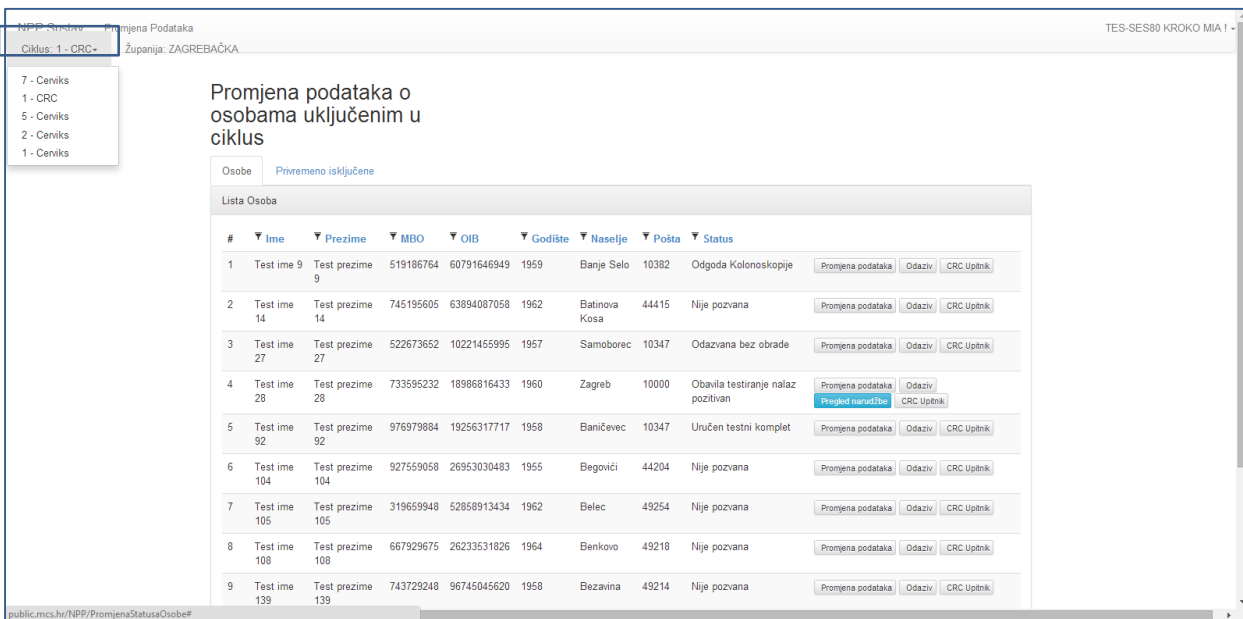 NPP Sustav Promjena Podataka TES-SES80 KROKO MIA !
Ciklus: 1 - CRC Županija: ZAGREBAČKA
7 - Cerviks
1 - CRC
5 - Cerviks
2 - Cerviks
1 - Cerviks
Promjena podataka o
osobama uključenim u
ciklus
Osobe Privremeno isključene
Lista Osoba
# Ime Prezime MBO OIB Godište Naselje Pošta Status
1 Test ime 9 Test prezime 519186764 60791646949 1959 Banje Selo 10382 Odgoda Kolonoskopije Promjena podataka Odaziv CRC Upitnik
9
2 Test ime Test prezime 745195605 63894087058 1962 Batinova 44415 Nije pozvana Promjena podataka Odaziv CRC Upitnik
14 14 Kosa
3 Test ime Test prezime 522673652 10221455995 1957 Samoborec 10347 Odazvana bez obrade Promjena podataka Odaziv CRC Upitnik
27 27
4 Test ime Test prezime 733595232 18986816433 1960 Zagreb 10000 Obavila testiranje nalaz Promjena podataka Odaziv
28 28 pozitivan Pregled narudžbe CRC Upitnik
5 Test ime Test prezime 976979884 19256317717 1958 Baničevec 10347 Uručen testni komplet Promjena podataka Odaziv CRC Upitnik
92 92
6 Test ime Test prezime 927559058 26953030483 1955 Begovići 44204 Nije pozvana Promjena podataka Odaziv CRC Upitnik
104 104
7 Test ime Test prezime 319659948 52858913434 1962 Belec 49254 Nije pozvana Promjena podataka Odaziv CRC Upitnik
105 105
8 Test ime Test prezime 667929675 26233531826 1964 Benkovo 49218 Nije pozvana Promjena podataka Odaziv CRC Upitnik
108 108
9 Test ime Test prezime 743729248 96745045620 1958 Bezavina 49214 Nije pozvana Promjena podataka Odaziv CRC Upitnik
139 139
public.mcs.hr/NPP/PromjenaStatusaOsobe#